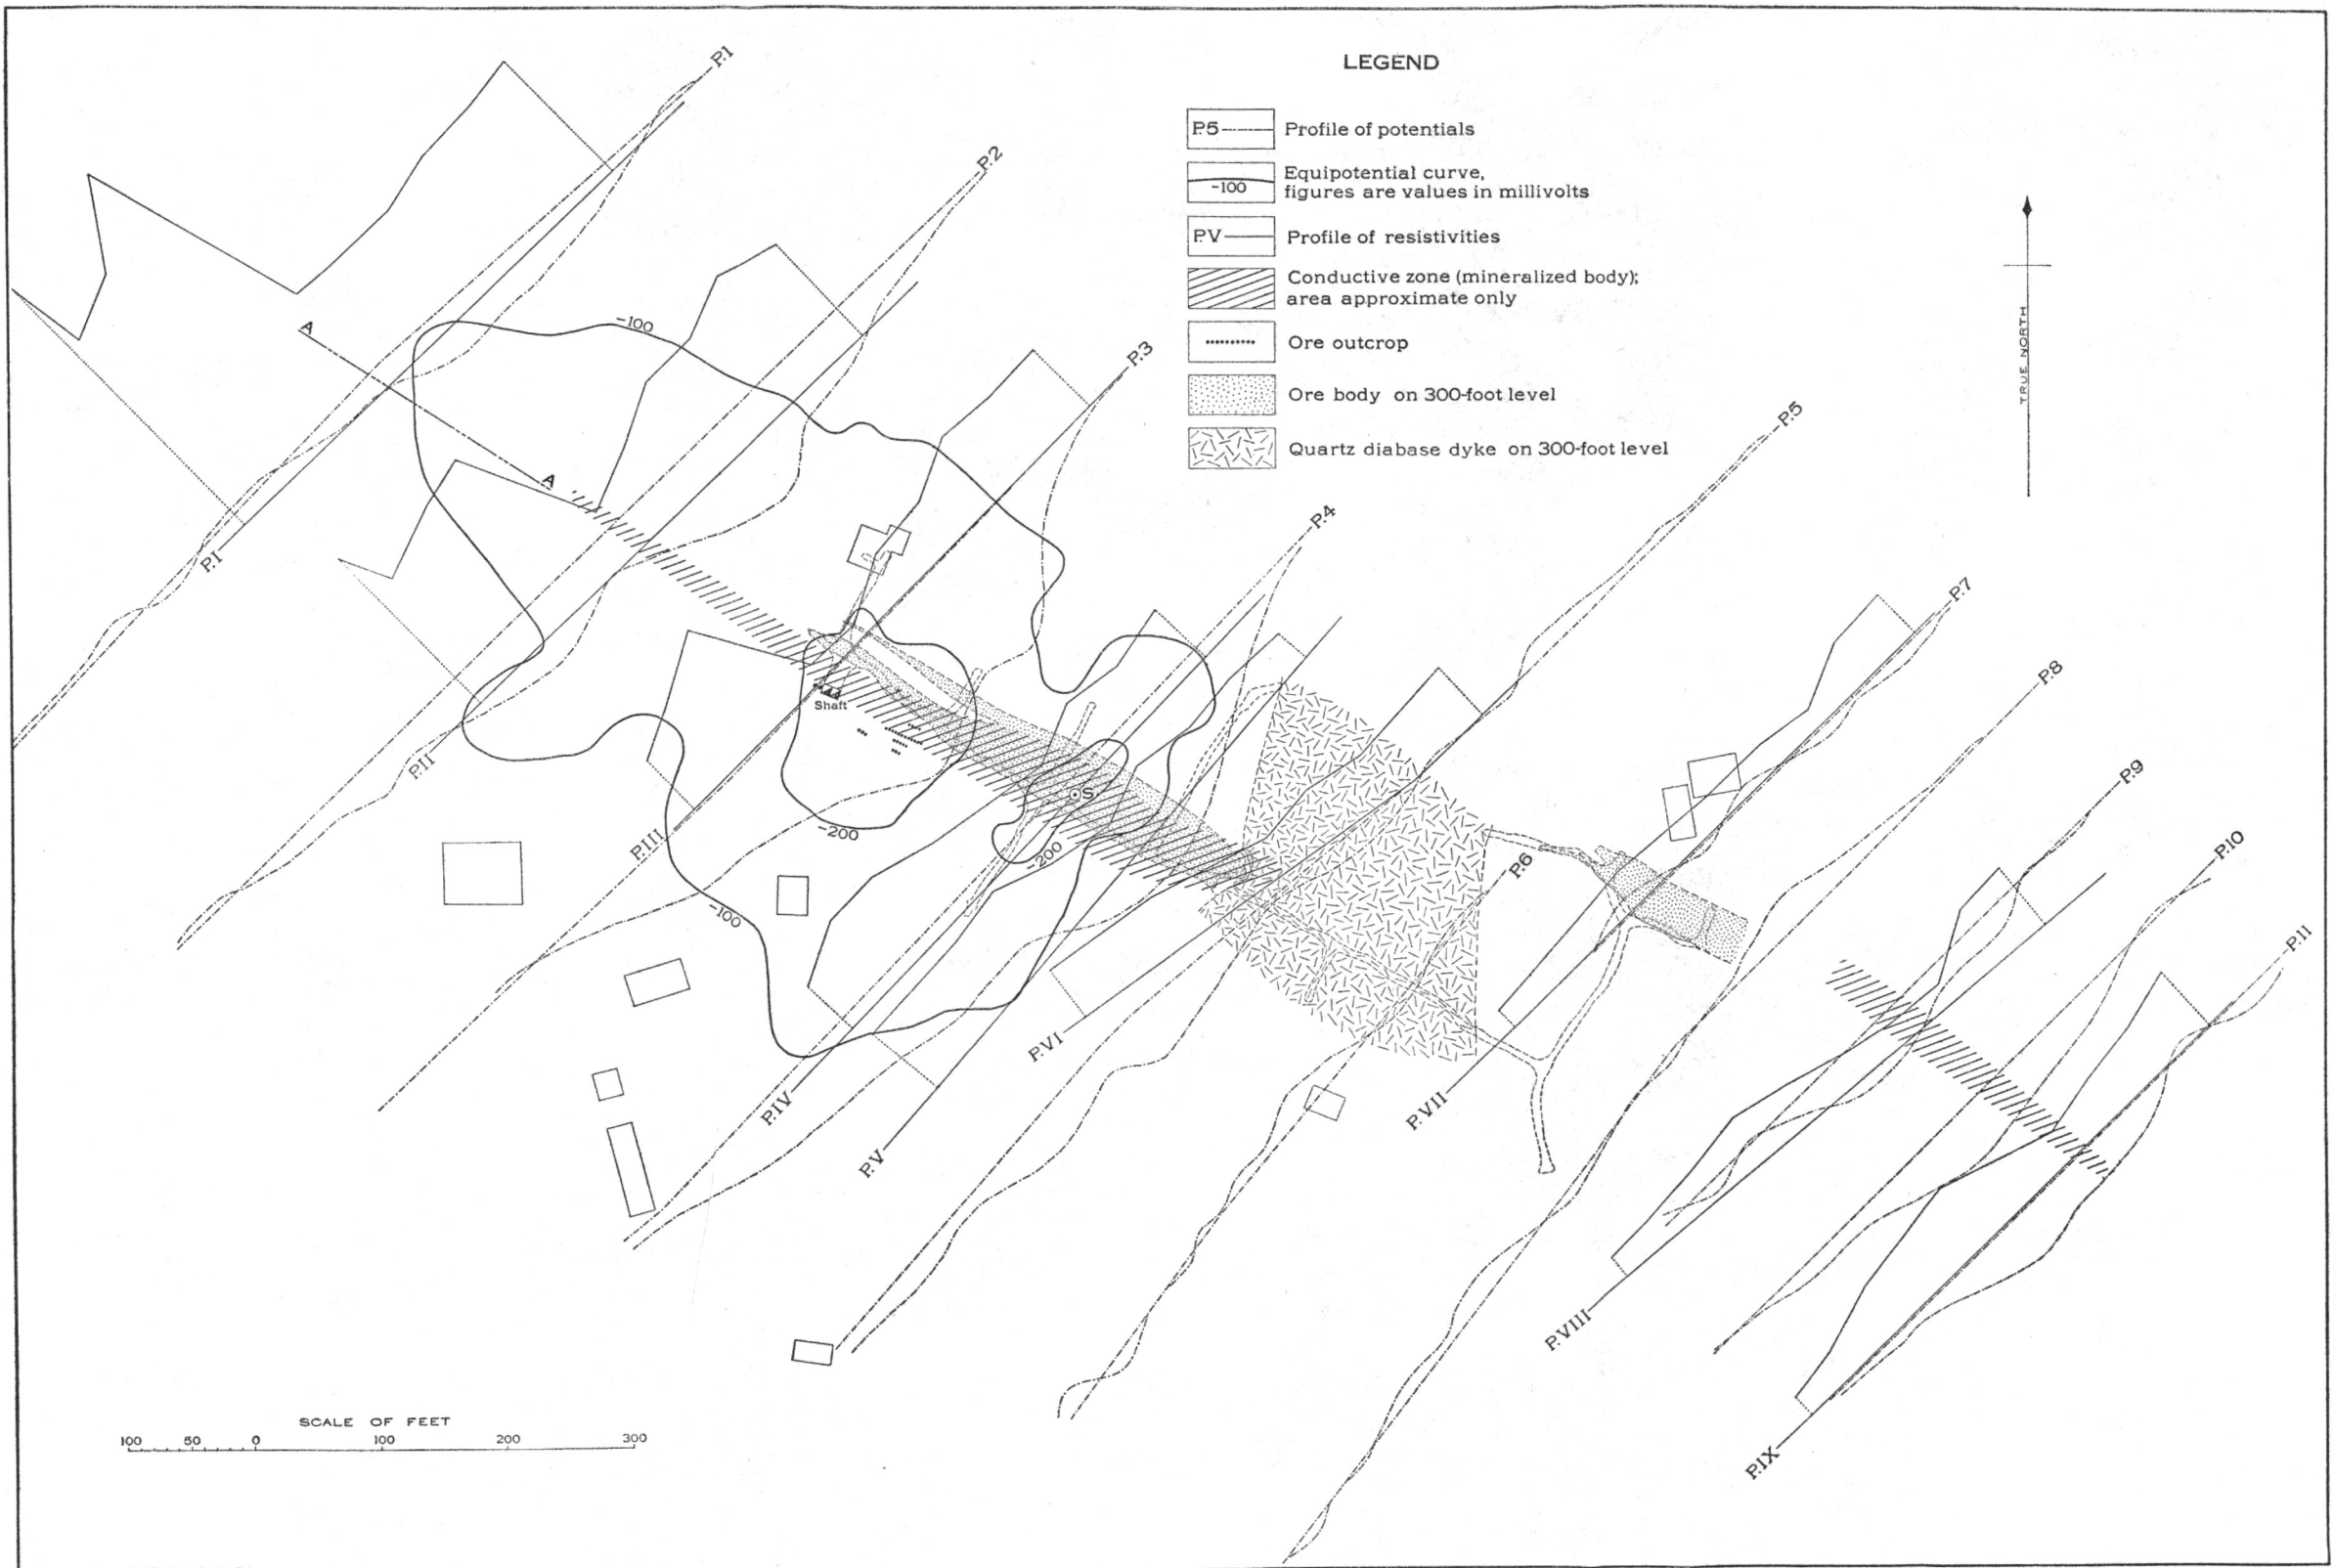 LEGEND
P.5
Profile of potentials
-100
Equipotential curve,
figures are values in millivolts
P.V
Profile of resistivities
Conductive zone (mineralized body);
area approximate only
Ore outcrop
Ore body on 300-foot level
Quartz diabase dyke on 300-foot level
TRUE NORTH
P.1
P.2
P.3
P.5
P.4
P.7
P.8
P.9
P.10
P.11
P.6
A
A
-100
P.I
P.II
P.III
Shaft
S
-200
-200
-100
P.IV
P.V
P.VI
P.VII
P.VIII
P.IX
SCALE OF FEET
100 50 0 100 200 300